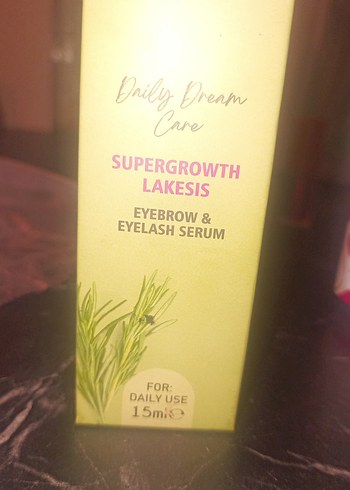 Daily Dream
Care
SUPERGROWTH
LAKESIS
EYEBROW &
EYELASH SERUM
FOR:
DAILY USE
15ml℮